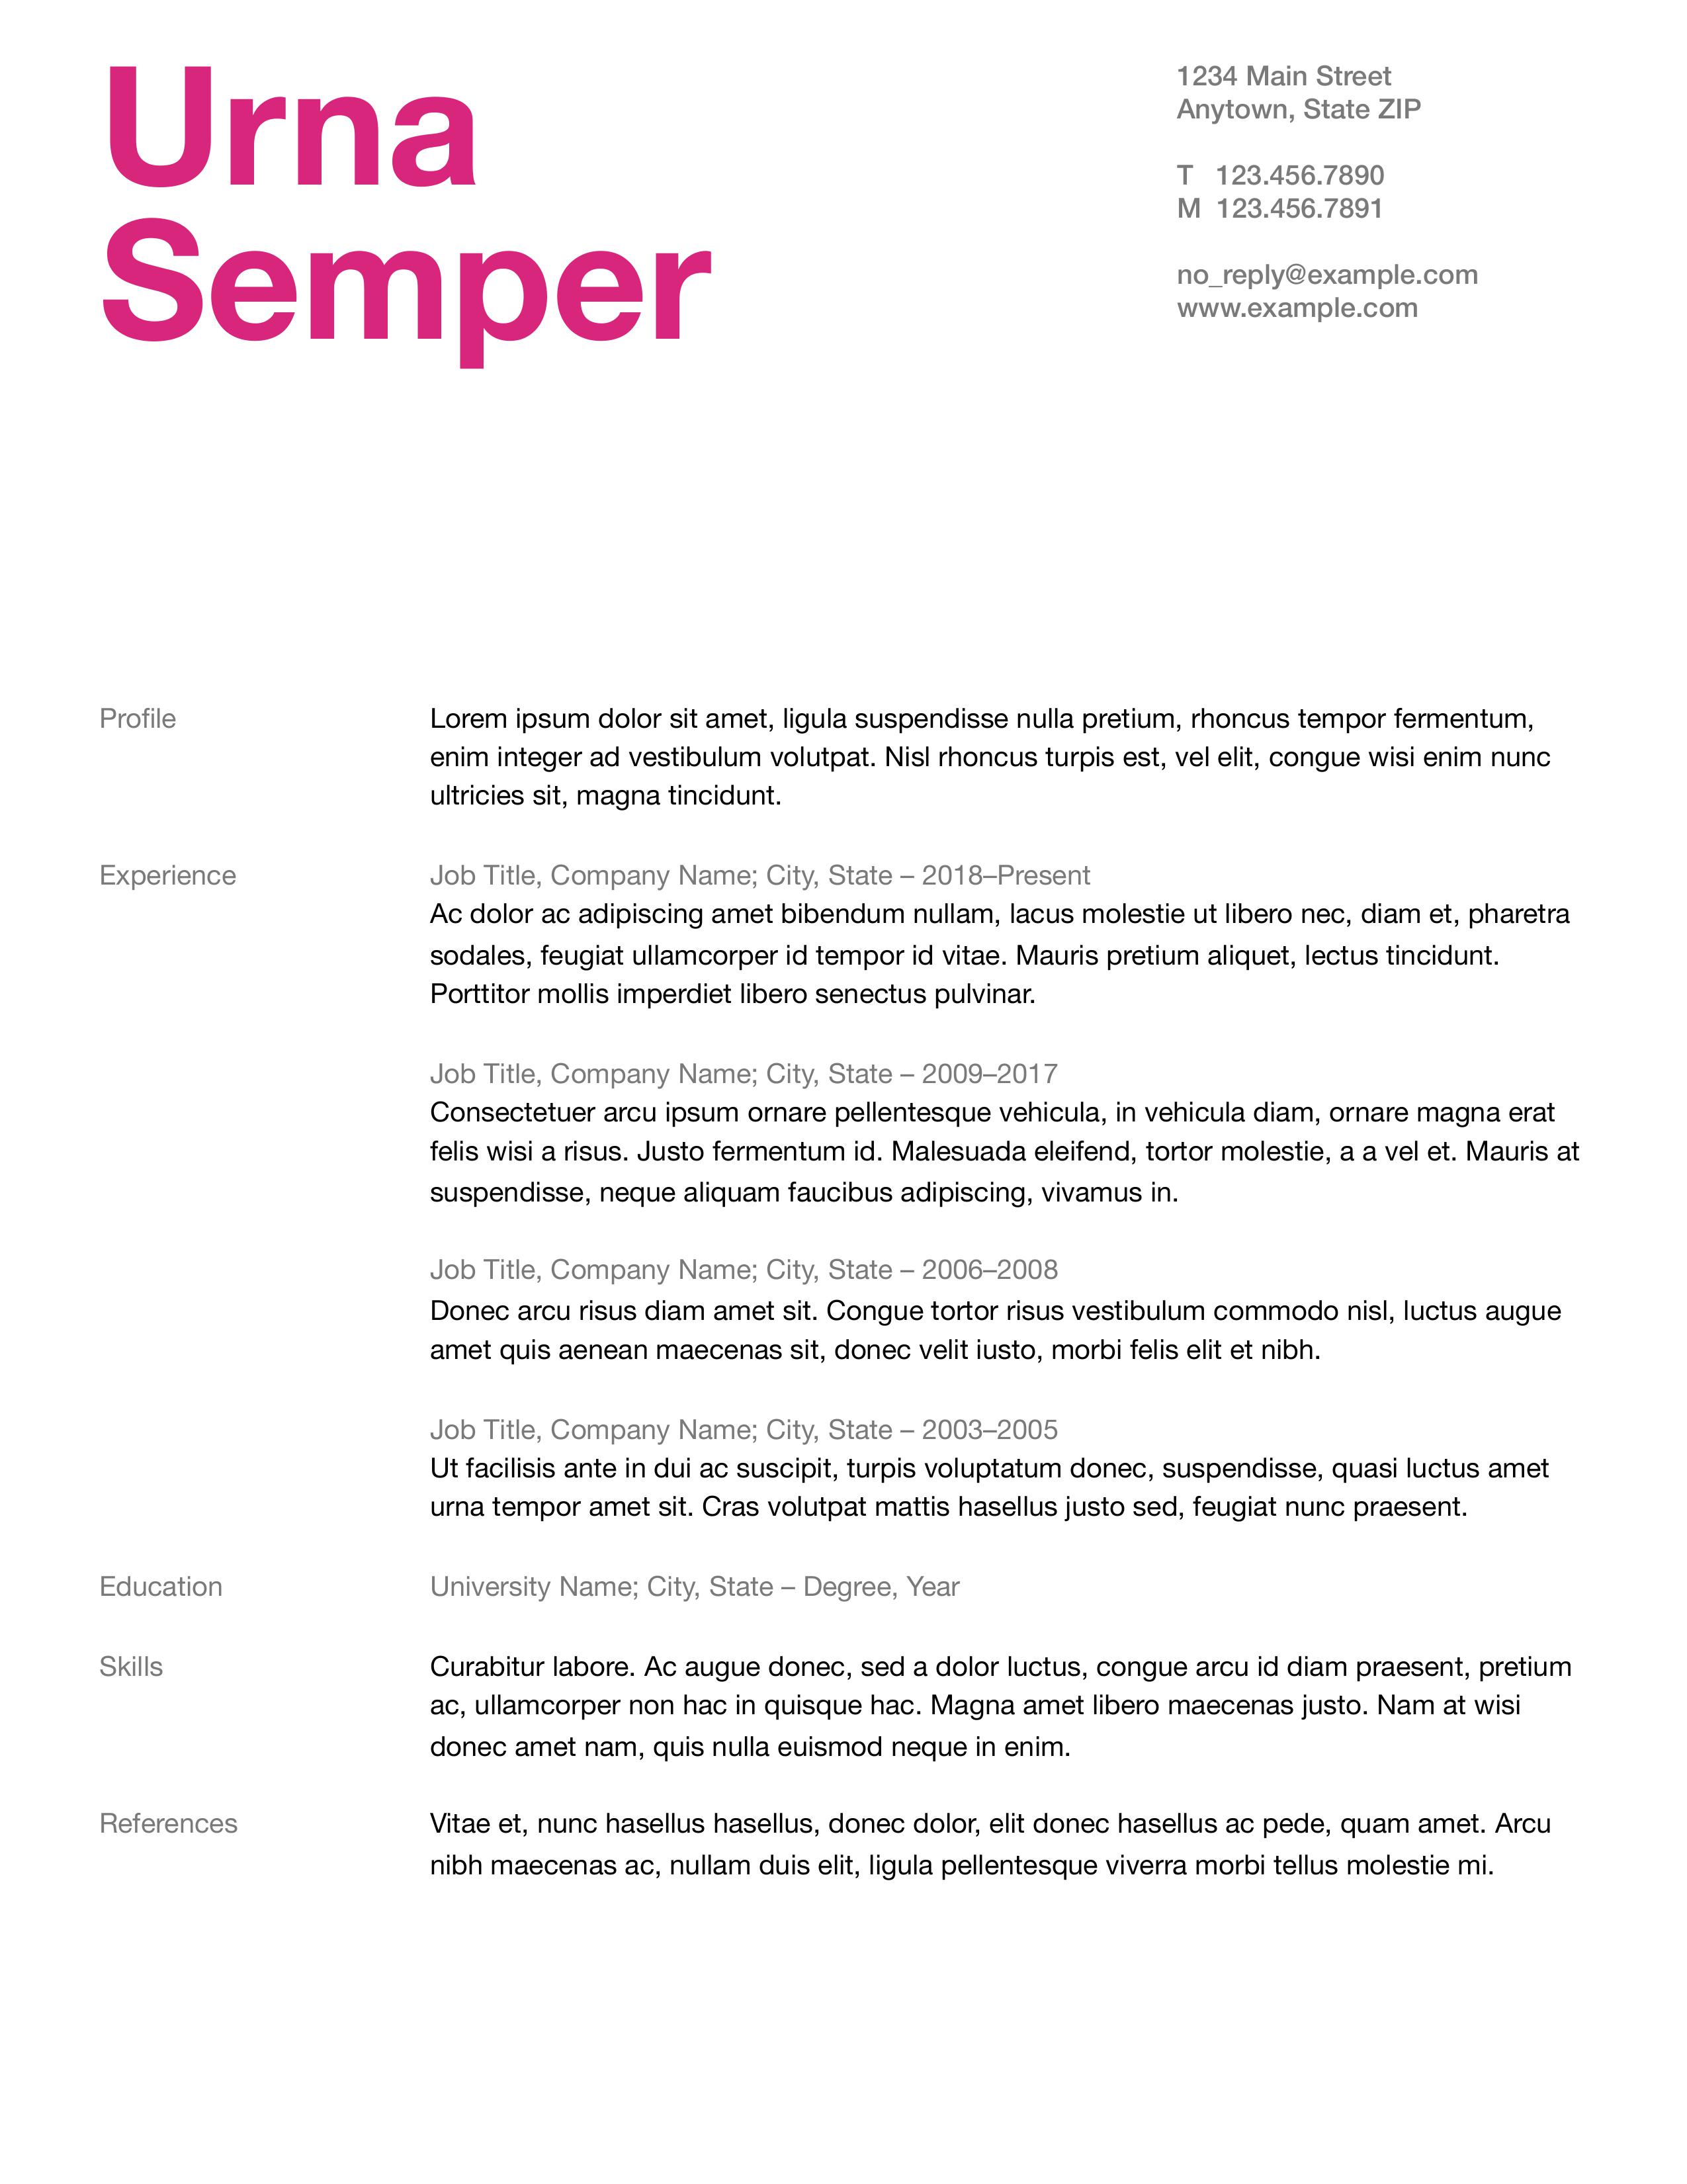 Urna
Semper
1234 Main Street
Anytown, State ZIP
T 123.456.7890
M 123.456.7891
no_reply@example.com
www.example.com
Profile
Lorem ipsum dolor sit amet, ligula suspendisse nulla pretium, rhoncus tempor fermentum,
enim integer ad vestibulum volutpat. Nisl rhoncus turpis est, vel elit, congue wisi enim nunc
ultricies sit, magna tincidunt.
Experience
Job Title, Company Name; City, State – 2018–Present
Ac dolor ac adipiscing amet bibendum nullam, lacus molestie ut libero nec, diam et, pharetra
sodales, feugiat ullamcorper id tempor id vitae. Mauris pretium aliquet, lectus tincidunt.
Porttitor mollis imperdiet libero senectus pulvinar.
Job Title, Company Name; City, State – 2009–2017
Consectetuer arcu ipsum ornare pellentesque vehicula, in vehicula diam, ornare magna erat
felis wisi a risus. Justo fermentum id. Malesuada eleifend, tortor molestie, a a vel et. Mauris at
suspendisse, neque aliquam faucibus adipiscing, vivamus in.
Job Title, Company Name; City, State – 2006–2008
Donec arcu risus diam amet sit. Congue tortor risus vestibulum commodo nisl, luctus augue
amet quis aenean maecenas sit, donec velit iusto, morbi felis elit et nibh.
Job Title, Company Name; City, State – 2003–2005
Ut facilisis ante in dui ac suscipit, turpis voluptatum donec, suspendisse, quasi luctus amet
urna tempor amet sit. Cras volutpat mattis hasellus justo sed, feugiat nunc praesent.
Education
University Name; City, State – Degree, Year
Skills
Curabitur labore. Ac augue donec, sed a dolor luctus, congue arcu id diam praesent, pretium
ac, ullamcorper non hac in quisque hac. Magna amet libero maecenas justo. Nam at wisi
donec amet nam, quis nulla euismod neque in enim.
References
Vitae et, nunc hasellus hasellus, donec dolor, elit donec hasellus ac pede, quam amet. Arcu
nibh maecenas ac, nullam duis elit, ligula pellentesque viverra morbi tellus molestie mi.